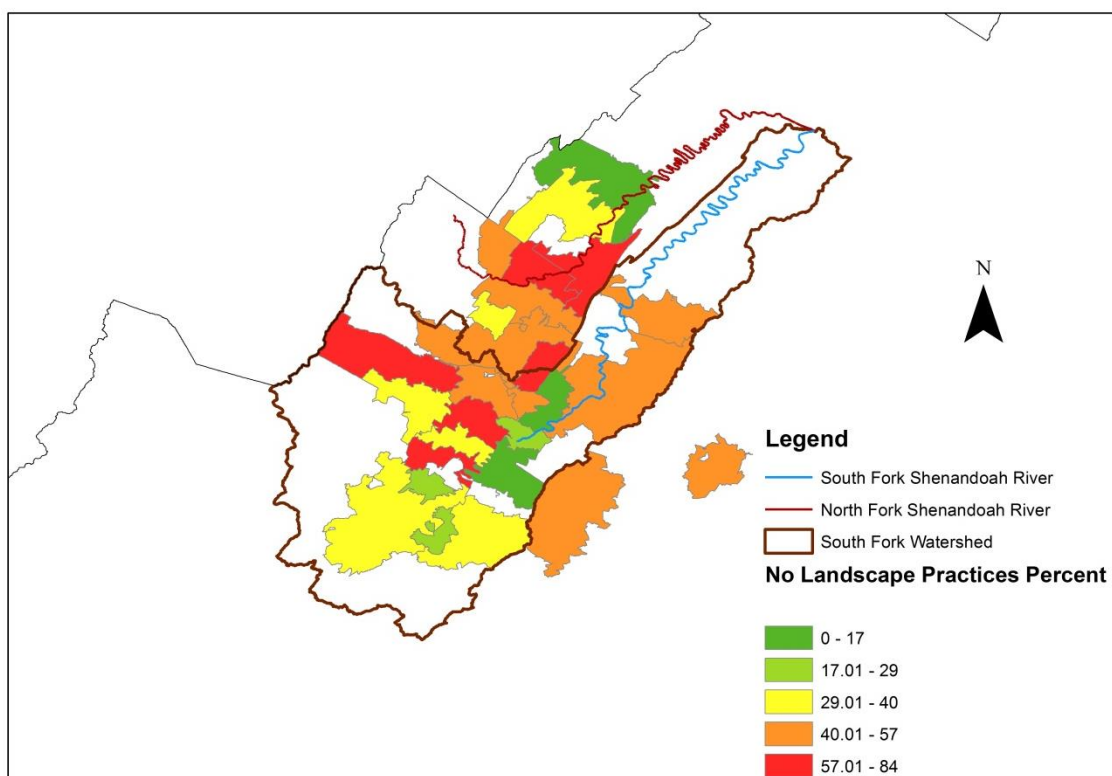 N
Legend
South Fork Shenandoah River
North Fork Shenandoah River
South Fork Watershed
No Landscape Practices Percent
0 - 17
17.01 - 29
29.01 - 40
40.01 - 57
57.01 - 84